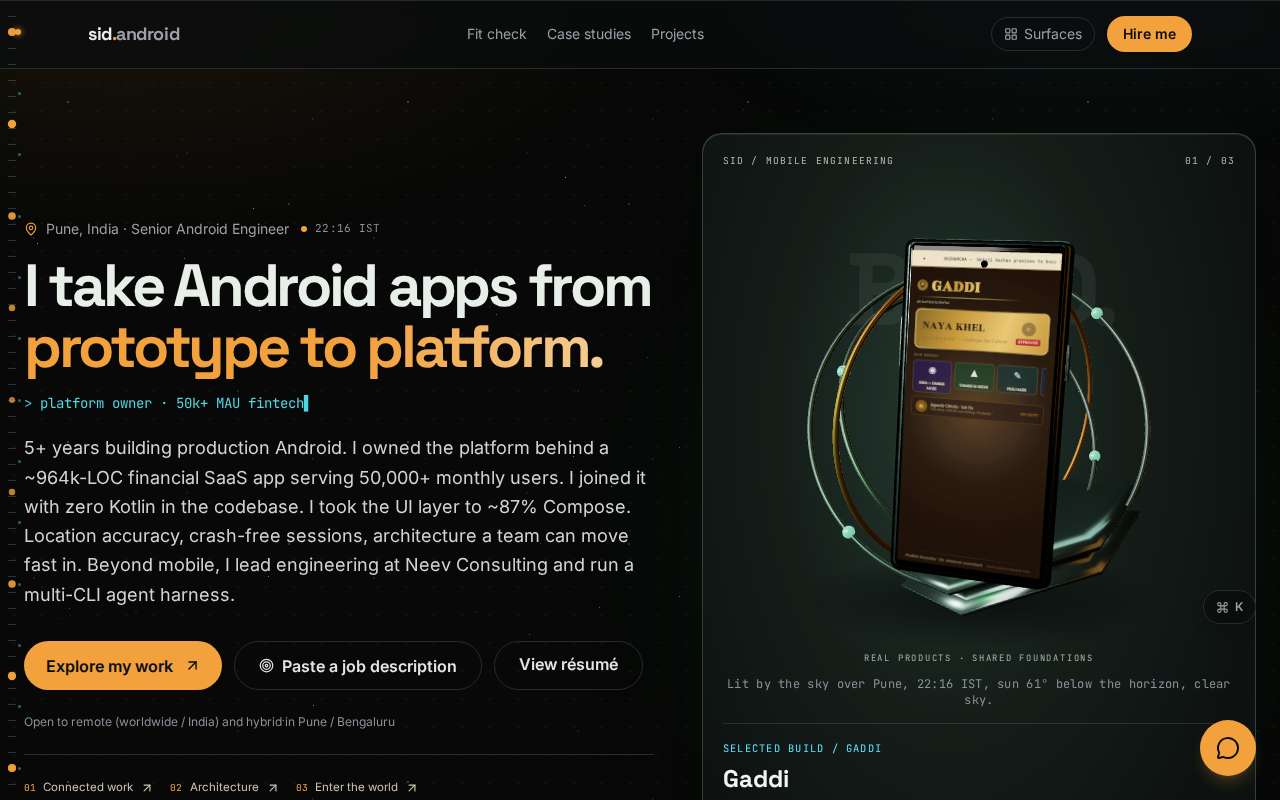 sid.android
Fit check
Case studies
Projects
Surfaces
Hire me
Pune, India · Senior Android Engineer
22:16 IST
I take Android apps from
prototype to platform.
> platform owner · 50k+ MAU fintech
5+ years building production Android. I owned the platform behind a
~964k-LOC financial SaaS app serving 50,000+ monthly users. I joined it
with zero Kotlin in the codebase. I took the UI layer to ~87% Compose.
Location accuracy, crash-free sessions, architecture a team can move
fast in. Beyond mobile, I lead engineering at Neev Consulting and run a
multi-CLI agent harness.
Explore my work
Paste a job description
View résumé
Open to remote (worldwide / India) and hybrid in Pune / Bengaluru
01 Connected work
02 Architecture
03 Enter the world
SID / MOBILE ENGINEERING
01 / 03
GADDI
NAYA KHEL
⌘ K
REAL PRODUCTS · SHARED FOUNDATIONS
Lit by the sky over Pune, 22:16 IST, sun 61° below the horizon, clear
sky.
SELECTED BUILD / GADDI
Gaddi